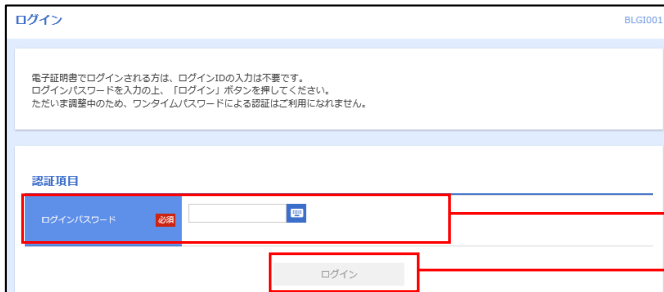 ログイン
BLGI001
電子証明書でログインされる方は、ログインIDの入力は不要です。
ログインパスワードを入力の上、「ログイン」ボタンを押してください。
ただいま調整中のため、ワンタイムパスワードによる認証はご利用になれません。
認証項目
ログインパスワード 必須
ログイン